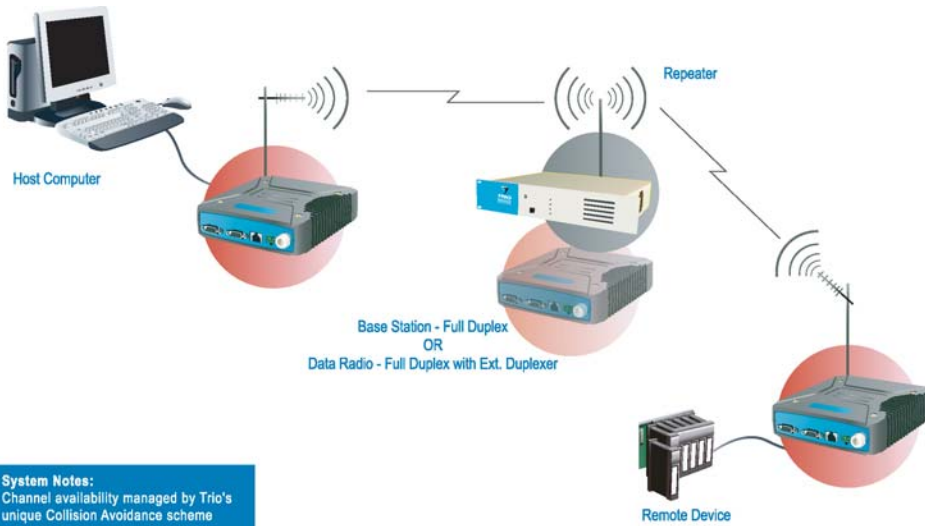 Repeater
Host Computer
TRIO
Base Station - Full Duplex
OR
Data Radio - Full Duplex with Ext. Duplexer
System Notes:
Channel availability managed by Trio's
unique Collision Avoidance scheme
Remote Device